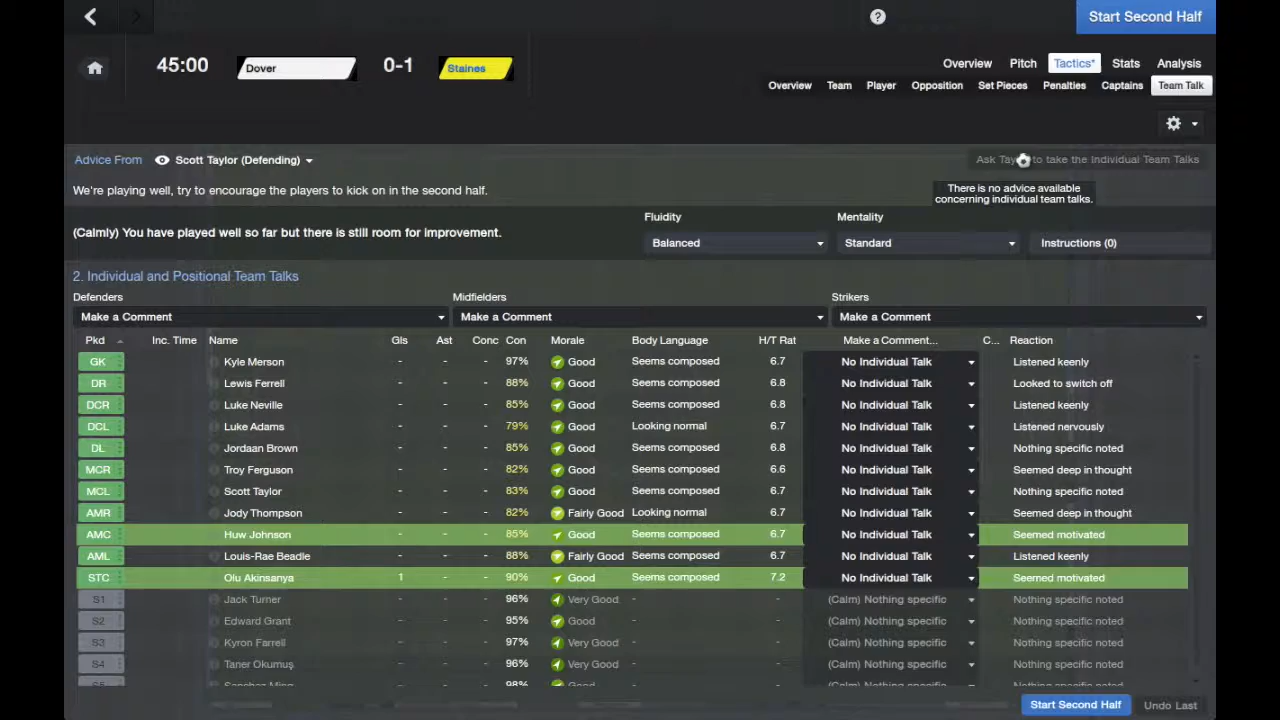 Start Second Half
45:00
Dover
0-1
Staines
Overview Pitch Tactics* Stats Analysis
Overview Team Player Opposition Set Pieces Penalties Captains Team Talk
Advice From Scott Taylor (Defending)
Ask Tay to take the Individual Team Talks
We're playing well, try to encourage the players to kick on in the second half.
There is no advice available
concerning individual team talks.
Fluidity Mentality
(Calmly) You have played well so far but there is still room for improvement.
Balanced Standard Instructions (0)
2. Individual and Positional Team Talks
Defenders Midfielders Strikers
Make a Comment Make a Comment Make a Comment
Pkd Inc. Time Name Gls Ast Conc Con Morale Body Language H/T Rat Make a Comment... C... Reaction
GK Kyle Merson - - - 97% Good Seems composed 6.7 No Individual Talk Listened keenly
DR Lewis Ferrell - - - 88% Good Seems composed 6.8 No Individual Talk Looked to switch off
DCR Luke Neville - - - 85% Good Seems composed 6.8 No Individual Talk Listened keenly
DCL Luke Adams - - - 79% Good Looking normal 6.7 No Individual Talk Listened nervously
DL Jordaan Brown - - - 85% Good Seems composed 6.8 No Individual Talk Nothing specific noted
MCR Troy Ferguson - - - 82% Good Seems composed 6.6 No Individual Talk Seemed deep in thought
MCL Scott Taylor - - - 83% Good Seems composed 6.7 No Individual Talk Nothing specific noted
AMR Jody Thompson - - - 82% Fairly Good Looking normal 6.7 No Individual Talk Seemed deep in thought
AMC Huw Johnson - - - 85% Good Seems composed 6.7 No Individual Talk Seemed motivated
AML Louis-Rae Beadle - - - 88% Fairly Good Seems composed 6.7 No Individual Talk Listened keenly
STC Olu Akinsanya 1 - - 90% Good Seems composed 7.2 No Individual Talk Seemed motivated
S1 Jack Turner - - - 96% Very Good - - (Calm) Nothing specific Nothing specific noted
S2 Edward Grant - - - 95% Good - - (Calm) Nothing specific Nothing specific noted
S3 Kyron Farrell - - - 97% Very Good - - (Calm) Nothing specific Nothing specific noted
S4 Taner Okumuş - - - 96% Very Good - - (Calm) Nothing specific Nothing specific noted
S5 98% Good (Calm) Nothing specific Nothing specific noted
Start Second Half Undo Last